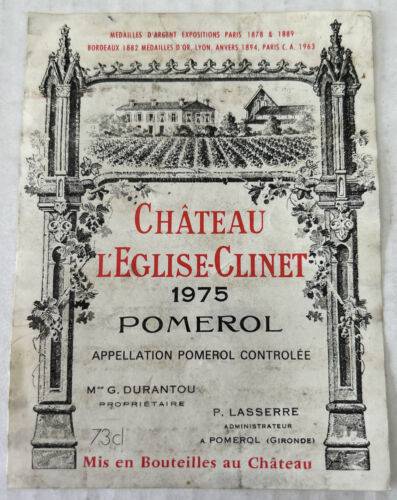 MEDAILLES D'ARGENT EXPOSITIONS PARIS 1878 & 1889
BORDEAUX 1882 MEDAILLES D'OR, LYON, ANVERS 1894, PARIS C. A. 1963
CHÂTEAU
L'EGLISE-CLINET
1975
POMEROL
APPELLATION POMEROL CONTROLÉE
Mme G. DURANTOU
PROPRIÉTAIRE
P. LASSERRE
ADMINISTRATEUR
A POMEROL (GIRONDE)
73cl
Mis en Bouteilles au Château